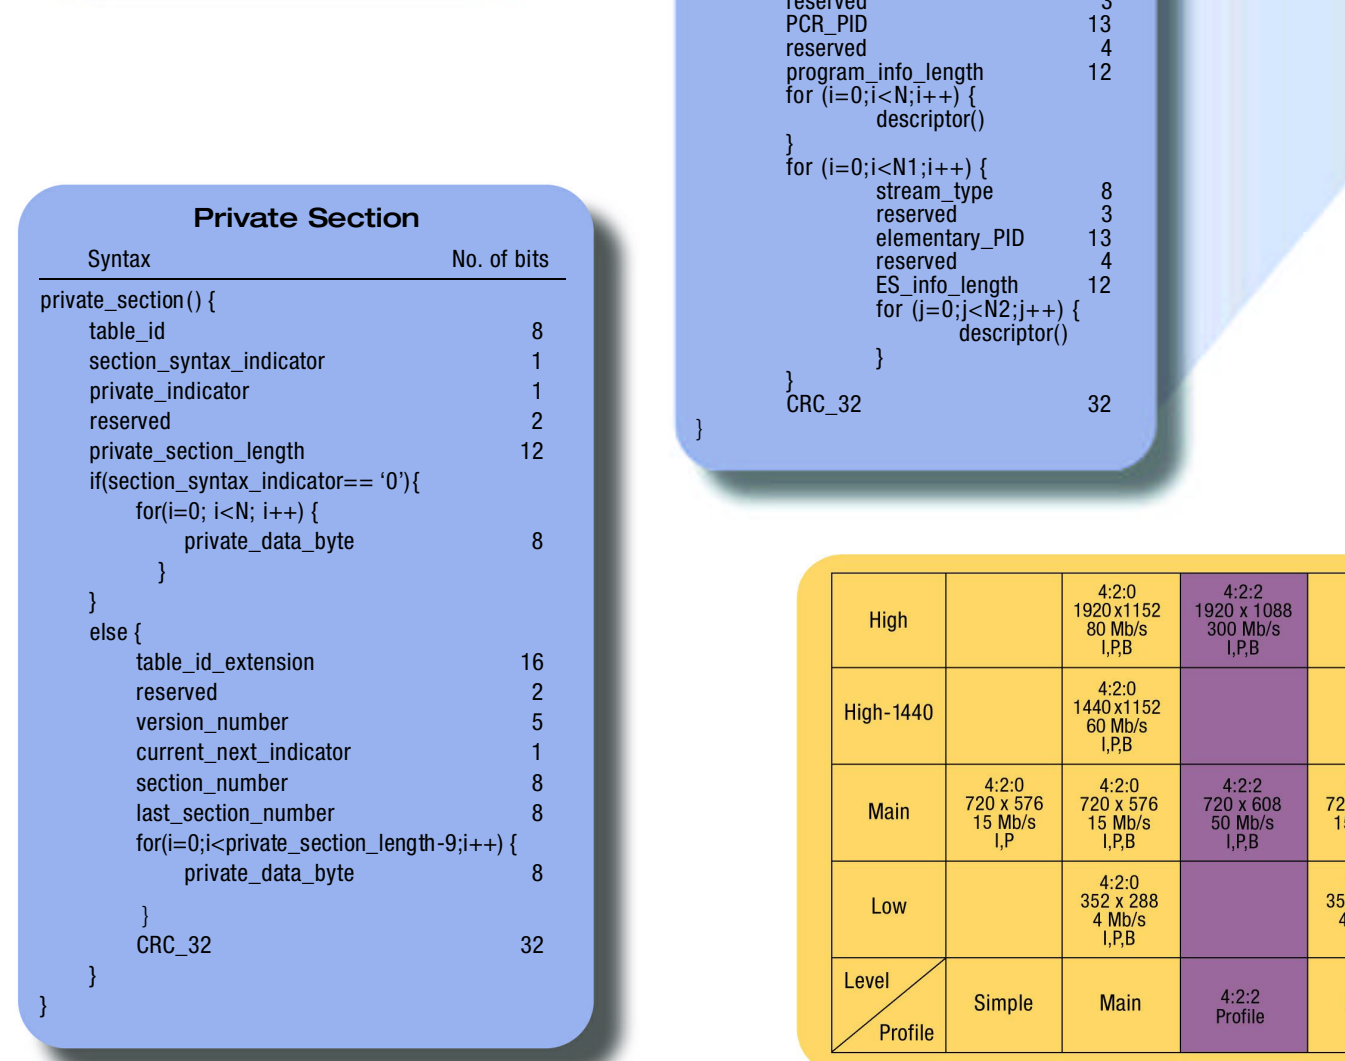 reserved 3
PCR_PID 13
reserved 4
program_info_length 12
for (i=0;i<N;i++) {
descriptor()
}
for (i=0;i<N1;i++) {
stream_type 8
reserved 3
elementary_PID 13
reserved 4
ES_info_length 12
for (j=0;j<N2;j++) {
descriptor()
}
}
CRC_32 32
}
Private Section
Syntax No. of bits
private_section() {
table_id 8
section_syntax_indicator 1
private_indicator 1
reserved 2
private_section_length 12
if(section_syntax_indicator== ‘0’){
for(i=0; i<N; i++) {
private_data_byte 8
}
}
else {
table_id_extension 16
reserved 2
version_number 5
current_next_indicator 1
section_number 8
last_section_number 8
for(i=0;i<private_section_length-9;i++) {
private_data_byte 8
}
CRC_32 32
}
}
High
4:2:0
1920 x1152
80 Mb/s
I,P,B
4:2:2
1920 x 1088
300 Mb/s
I,P,B
High-1440
4:2:0
1440 x1152
60 Mb/s
I,P,B
Main
4:2:0
720 x 576
15 Mb/s
I,P
4:2:0
720 x 576
15 Mb/s
I,P,B
4:2:2
720 x 608
50 Mb/s
I,P,B
Low
4:2:0
352 x 288
4 Mb/s
I,P,B
Level
Profile
Simple
Main
4:2:2
Profile